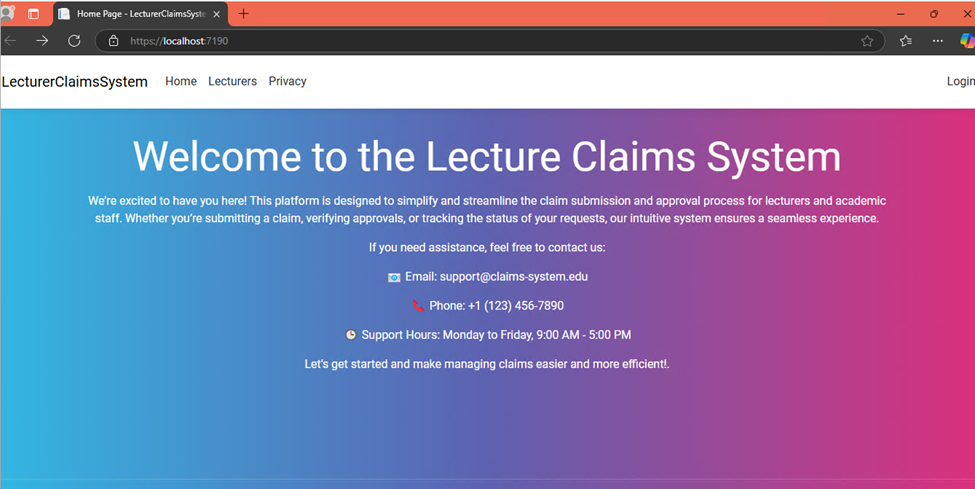 Home Page - LecturerClaimsSyste
https://localhost:7190
LecturerClaimsSystem Home Lecturers Privacy Login
Welcome to the Lecture Claims System
We're excited to have you here! This platform is designed to simplify and streamline the claim submission and approval process for lecturers and academic
staff. Whether you're submitting a claim, verifying approvals, or tracking the status of your requests, our intuitive system ensures a seamless experience.
If you need assistance, feel free to contact us:
📧 Email: support@claims-system.edu
📞 Phone: +1 (123) 456-7890
🕒 Support Hours: Monday to Friday, 9:00 AM - 5:00 PM
Let's get started and make managing claims easier and more efficient!.